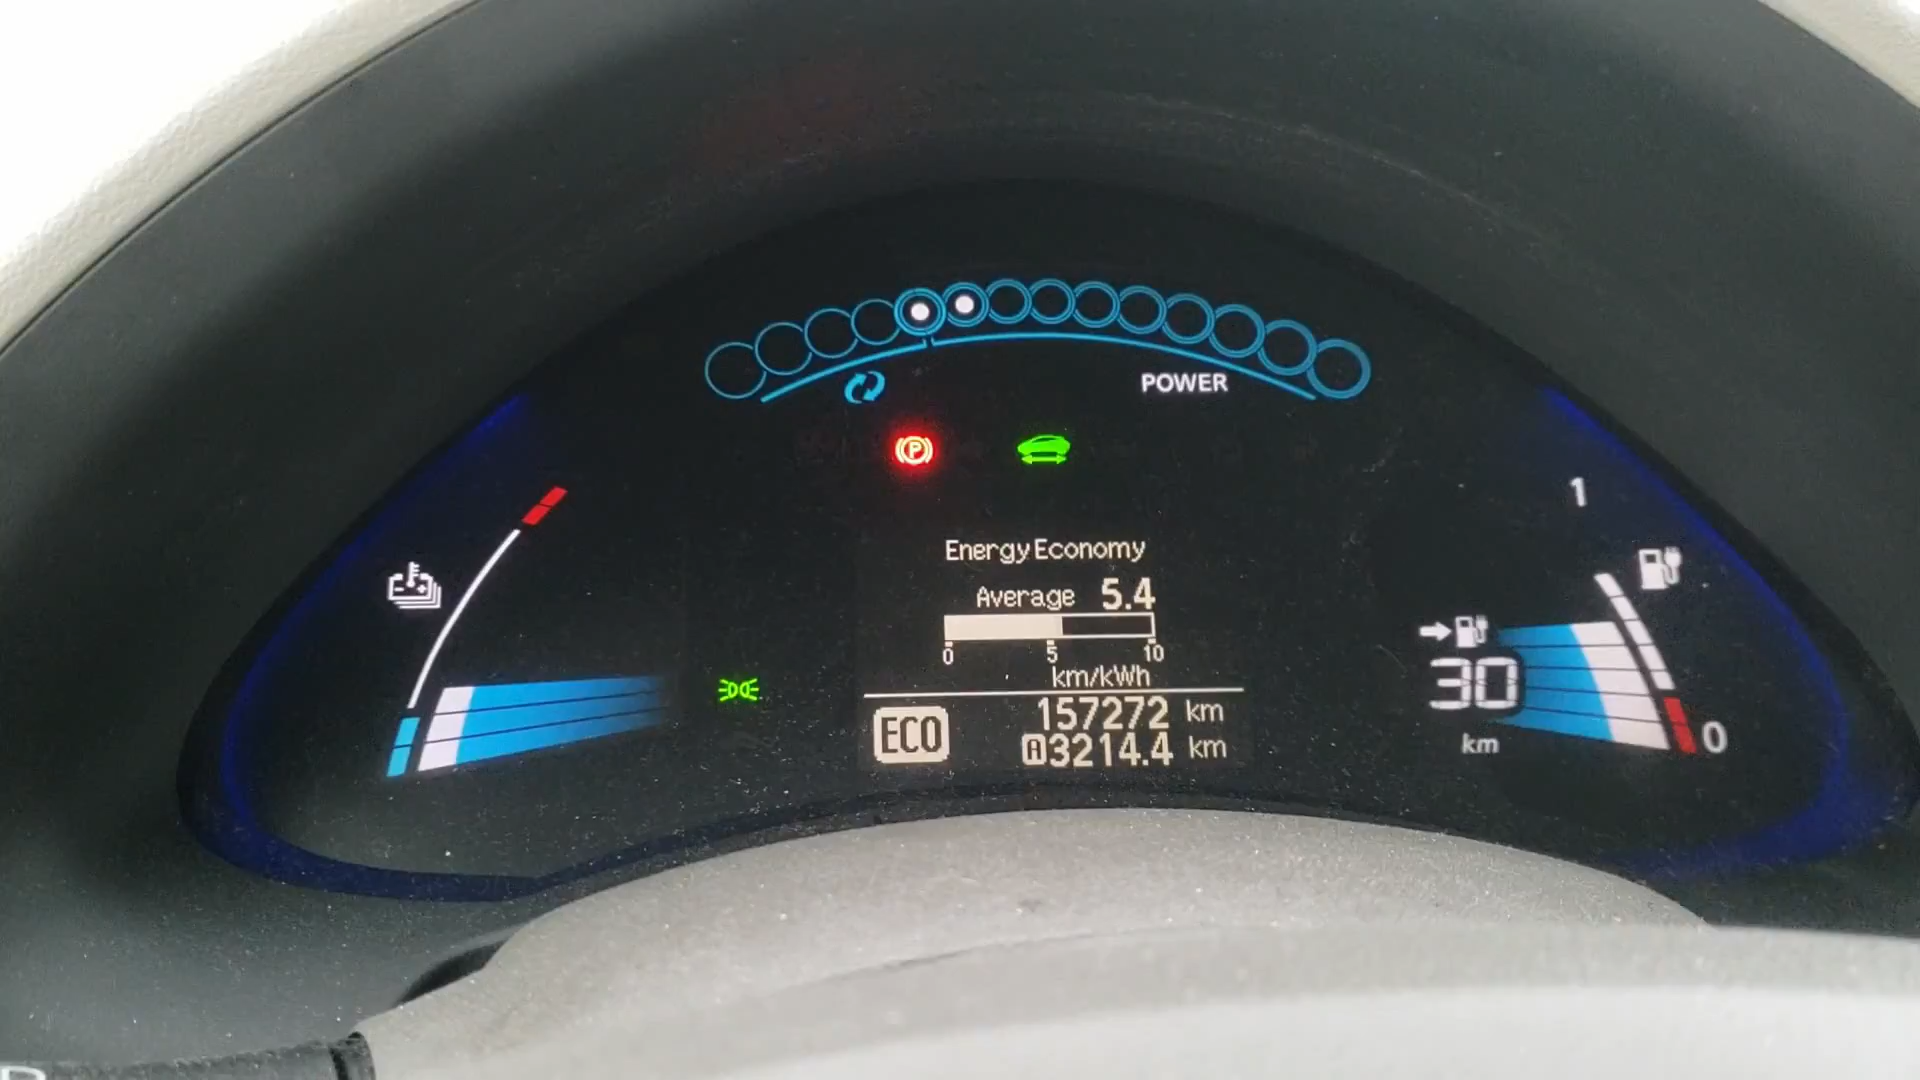 POWER
P
1
Energy Economy
Average 5.4
0 5 10
km/kWh
30
km
0
ECO
157272 km
A 3214.4 km